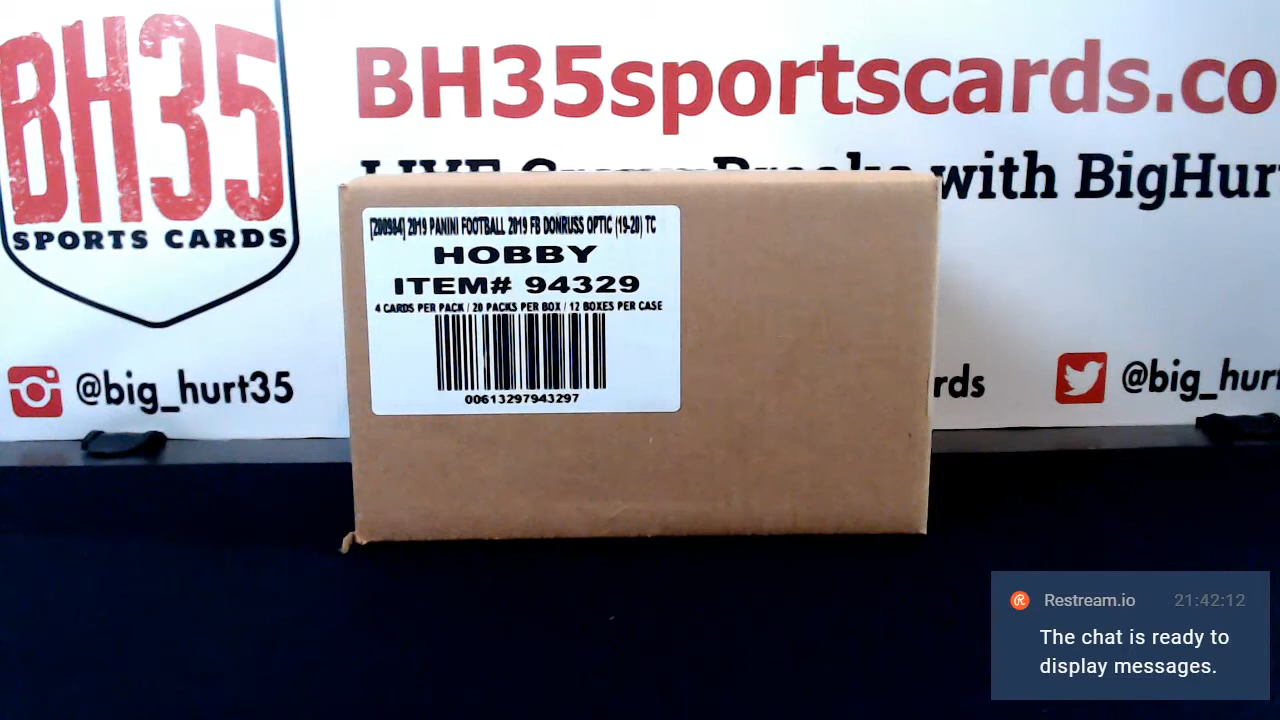 BH35
SPORTS CARDS
BH35sportscards.co
with BigHur
@big_hurt35
rds
@big_hur
[200984] 2019 PANINI FOOTBALL 2019 FB DONRUSS OPTIC (19-20) TC
HOBBY
ITEM# 94329
4 CARDS PER PACK / 20 PACKS PER BOX / 12 BOXES PER CASE
00613297943297
Restream.io 21:42:12
The chat is ready to
display messages.